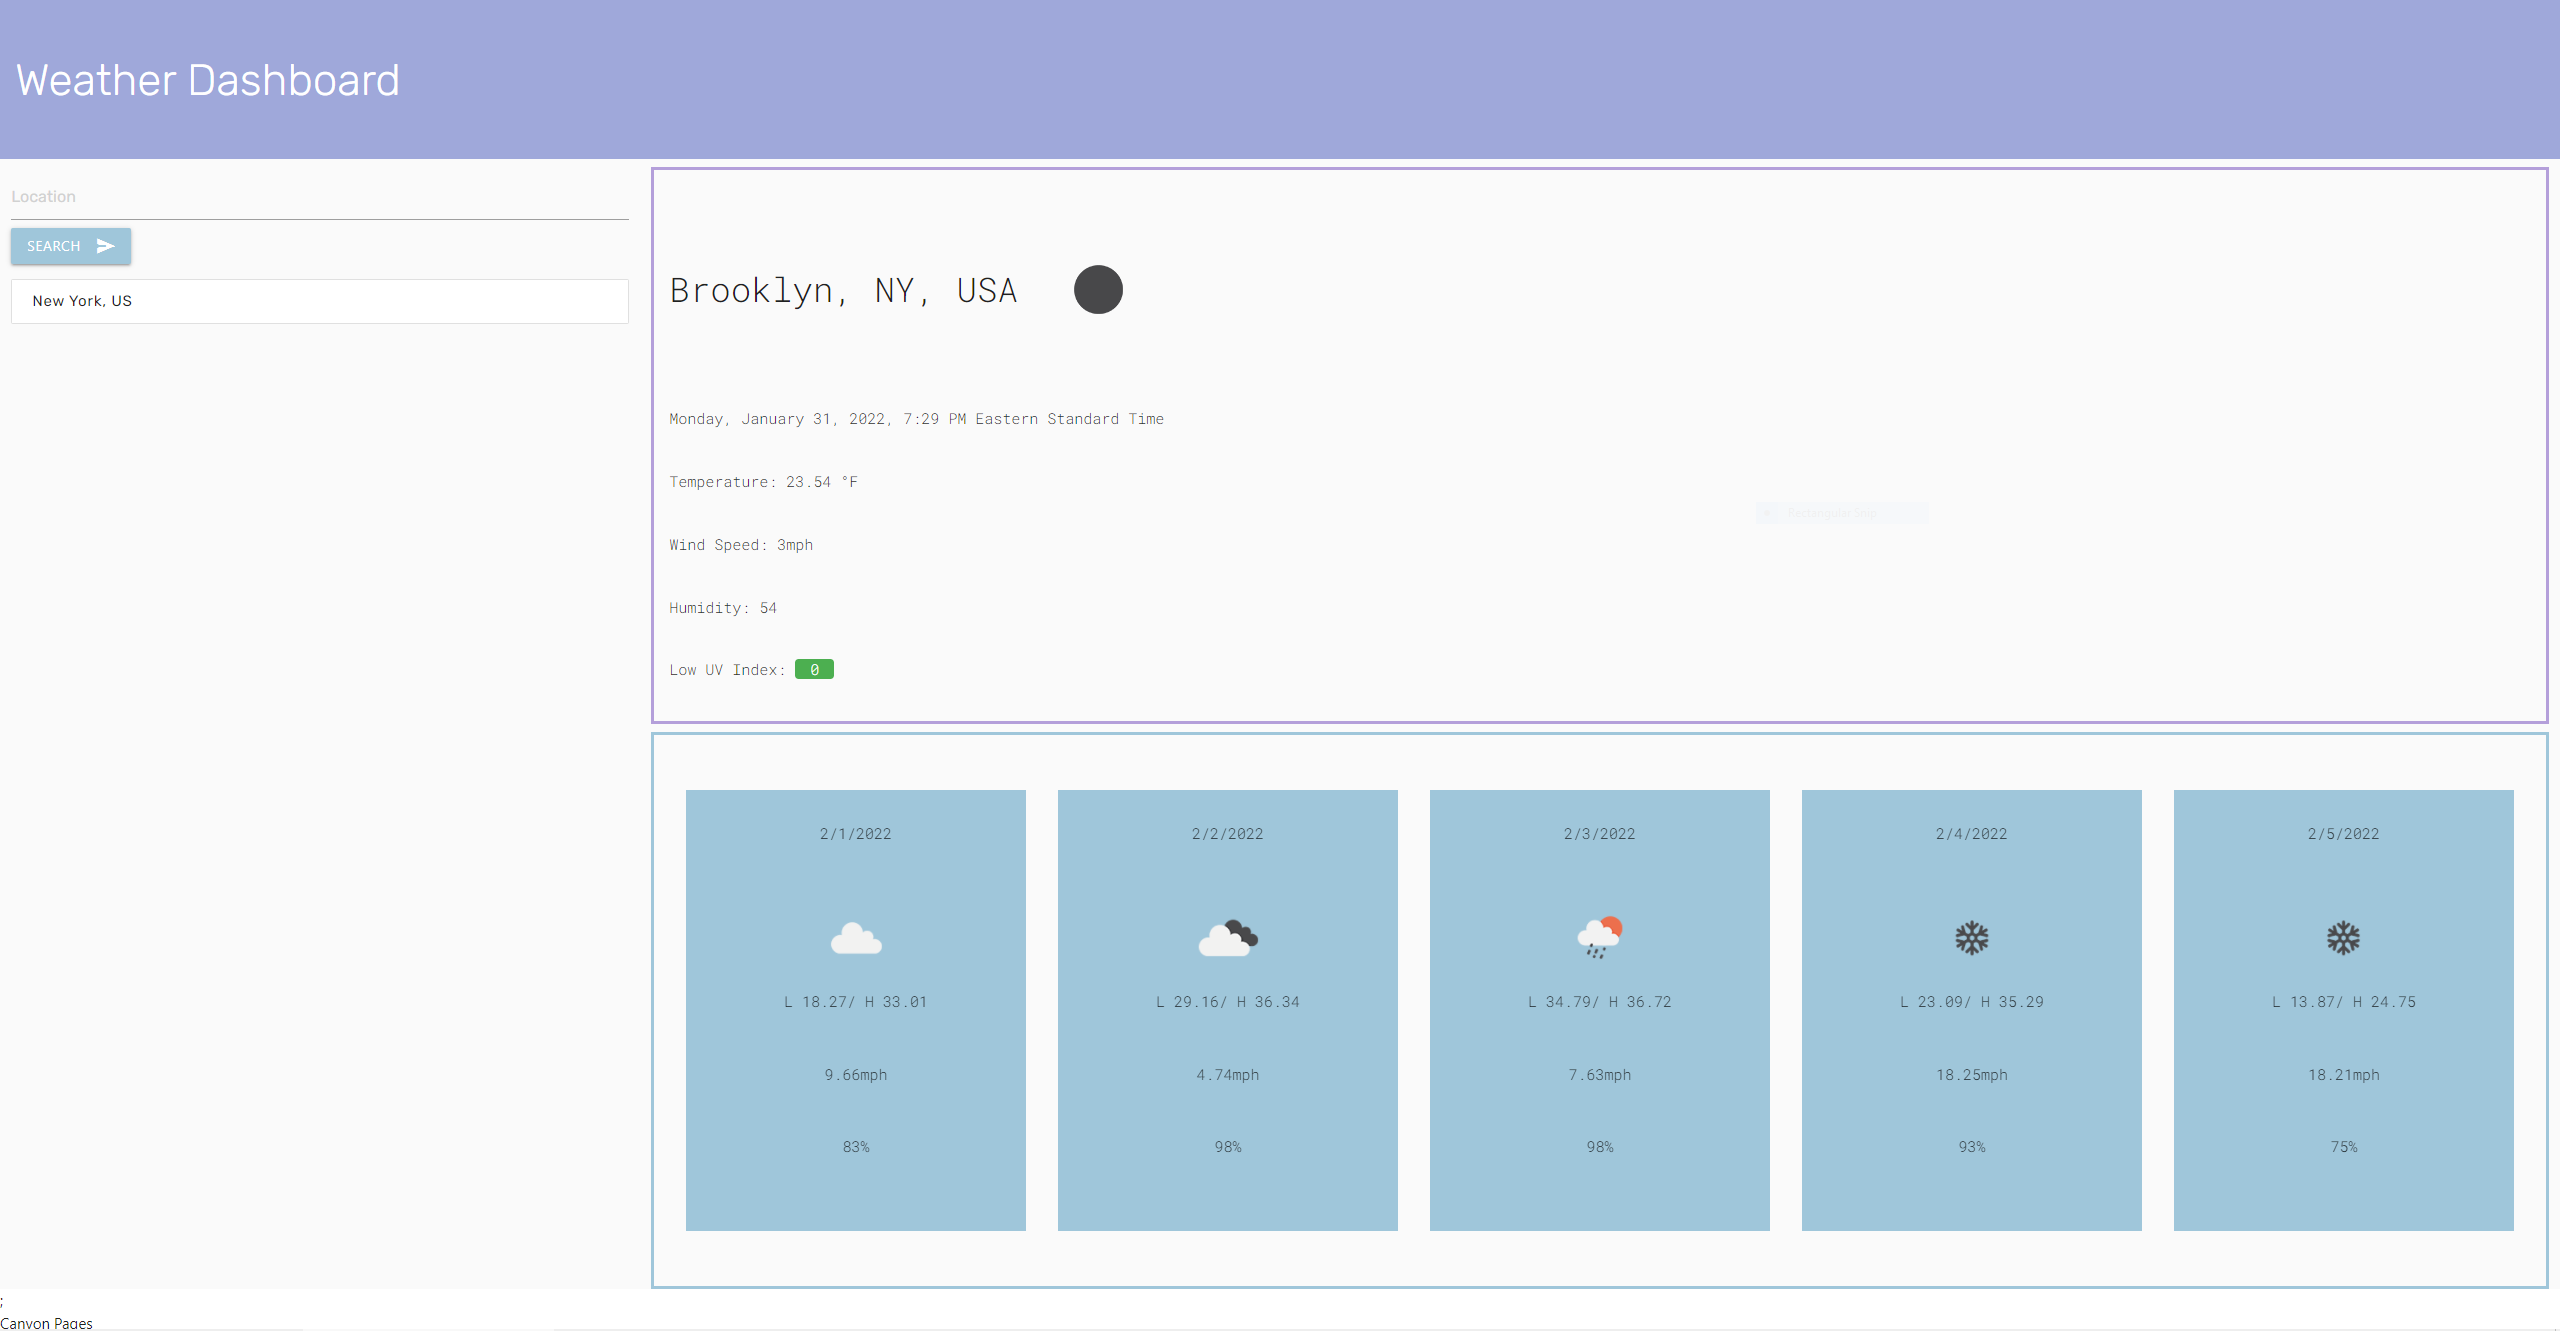 Weather Dashboard
Location
SEARCH
New York, US
Brooklyn, NY, USA
Monday, January 31, 2022, 7:29 PM Eastern Standard Time
Temperature: 23.54 °F
Rectangular Snip
Wind Speed: 3mph
Humidity: 54
Low UV Index: 0
2/1/2022
L 18.27/ H 33.01
9.66mph
83%
2/2/2022
L 29.16/ H 36.34
4.74mph
98%
2/3/2022
L 34.79/ H 36.72
7.63mph
98%
2/4/2022
L 23.09/ H 35.29
18.25mph
93%
2/5/2022
L 13.87/ H 24.75
18.21mph
75%
;
Canyon Pages